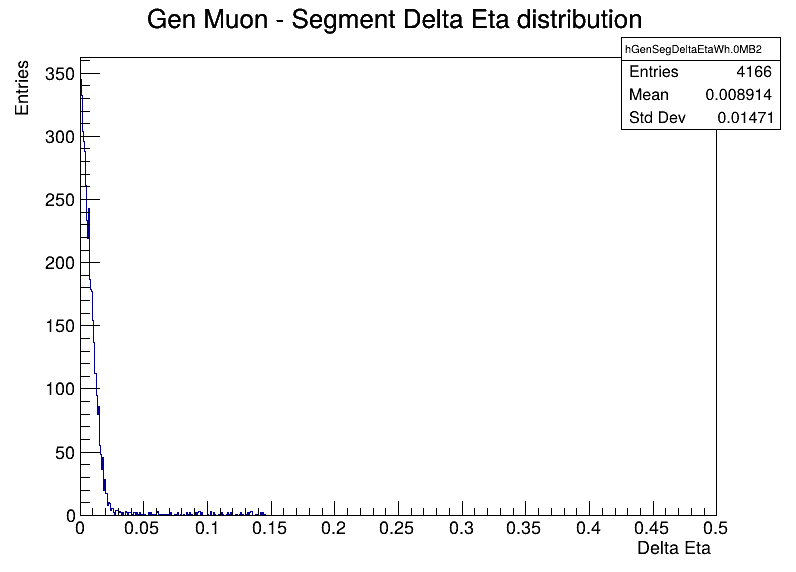 Gen Muon - Segment Delta Eta distribution
hGenSegDeltaEtaWh.0MB2
Entries 4166
Mean 0.008914
Std Dev 0.01471
Entries
350
300
250
200
150
100
50
0
0 0.05 0.1 0.15 0.2 0.25 0.3 0.35 0.4 0.45 0.5
Delta Eta